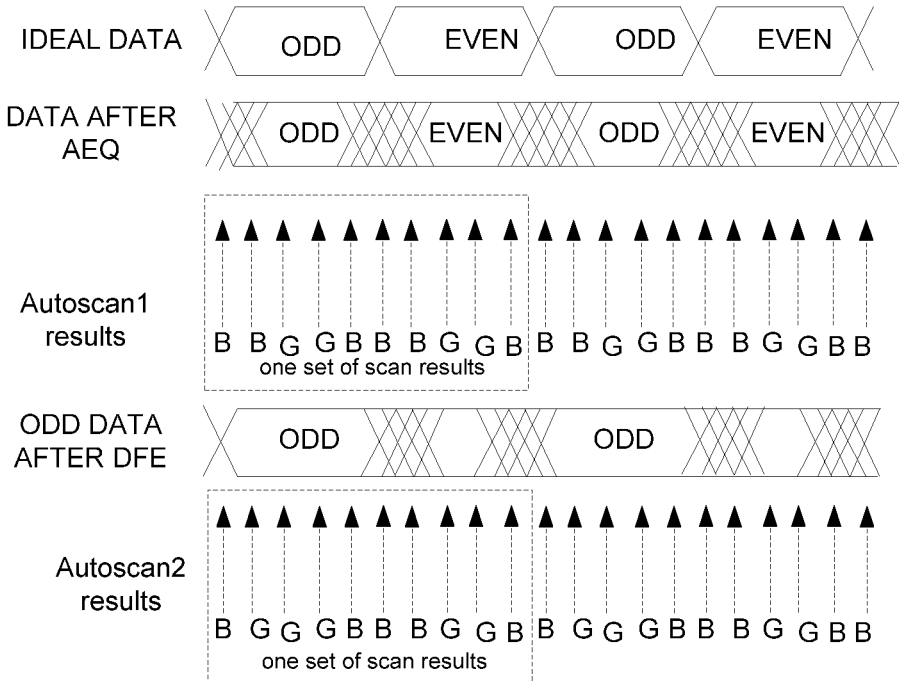 IDEAL DATA
ODD EVEN ODD EVEN
DATA AFTER
AEQ
ODD EVEN ODD EVEN
Autoscan1
results
B B G G B B B G G B B B G G B B B G G B B
one set of scan results
ODD DATA
AFTER DFE
ODD ODD
Autoscan2
results
B G G G B B B G G B B G G G B B B G G B B
one set of scan results